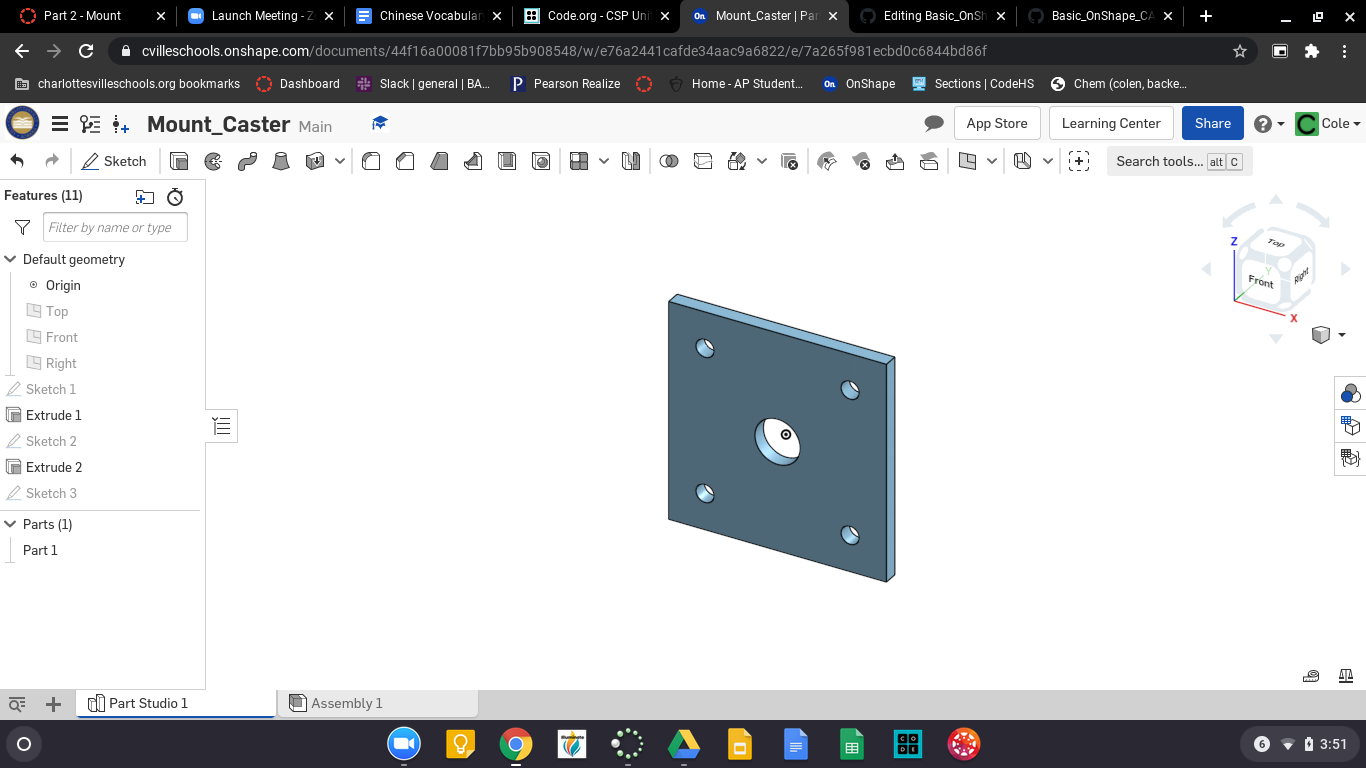 Part 2 - Mount
Launch Meeting - Z
Chinese Vocabular
Code.org - CSP Uni
Mount_Caster | Par
Editing Basic_OnSh
Basic_OnShape_CA
cvilleschools.onshape.com/documents/44f16a00081f7bb95b908548/w/e76a2441cafde34aac9a6822/e/7a265f981ecbd0c6844bd86f
charlottesvilleschools.org bookmarks
Dashboard
Slack | general | BA...
Pearson Realize
Home - AP Student...
On
OnShape
Sections | CodeHS
Chem (colen, backe...
Mount_Caster Main
App Store
Learning Center
Share
Cole
Sketch
Search tools... alt C
Features (11)
Filter by name or type
Default geometry
Origin
Top
Front
Right
Sketch 1
Extrude 1
Sketch 2
Extrude 2
Sketch 3
Parts (1)
Part 1
Z
Top
Y
Front
Right
X
Part Studio 1
Assembly 1
6
3:51